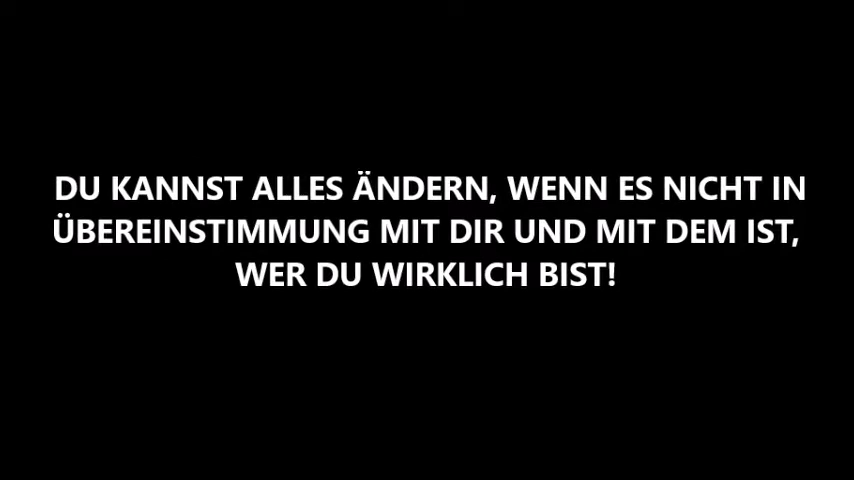 DU KANNST ALLES ÄNDERN, WENN ES NICHT IN
ÜBEREINSTIMMUNG MIT DIR UND MIT DEM IST,
WER DU WIRKLICH BIST!